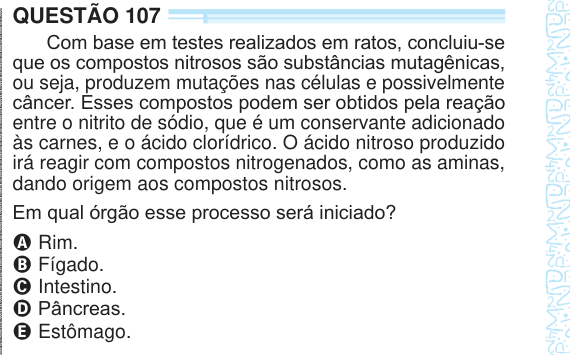 QUESTÃO 107
Com base em testes realizados em ratos, concluiu-se
que os compostos nitrosos são substâncias mutagênicas,
ou seja, produzem mutações nas células e possivelmente
câncer. Esses compostos podem ser obtidos pela reação
entre o nitrito de sódio, que é um conservante adicionado
às carnes, e o ácido clorídrico. O ácido nitroso produzido
irá reagir com compostos nitrogenados, como as aminas,
dando origem aos compostos nitrosos.
Em qual órgão esse processo será iniciado?
A Rim.
B Fígado.
C Intestino.
D Pâncreas.
E Estômago.